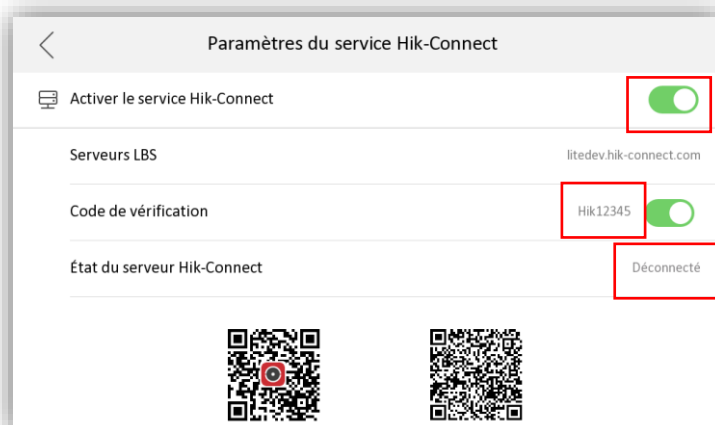 Paramètres du service Hik-Connect
Activer le service Hik-Connect
Serveurs LBS litedev.hik-connect.com
Code de vérification Hik12345
État du serveur Hik-Connect Déconnecté